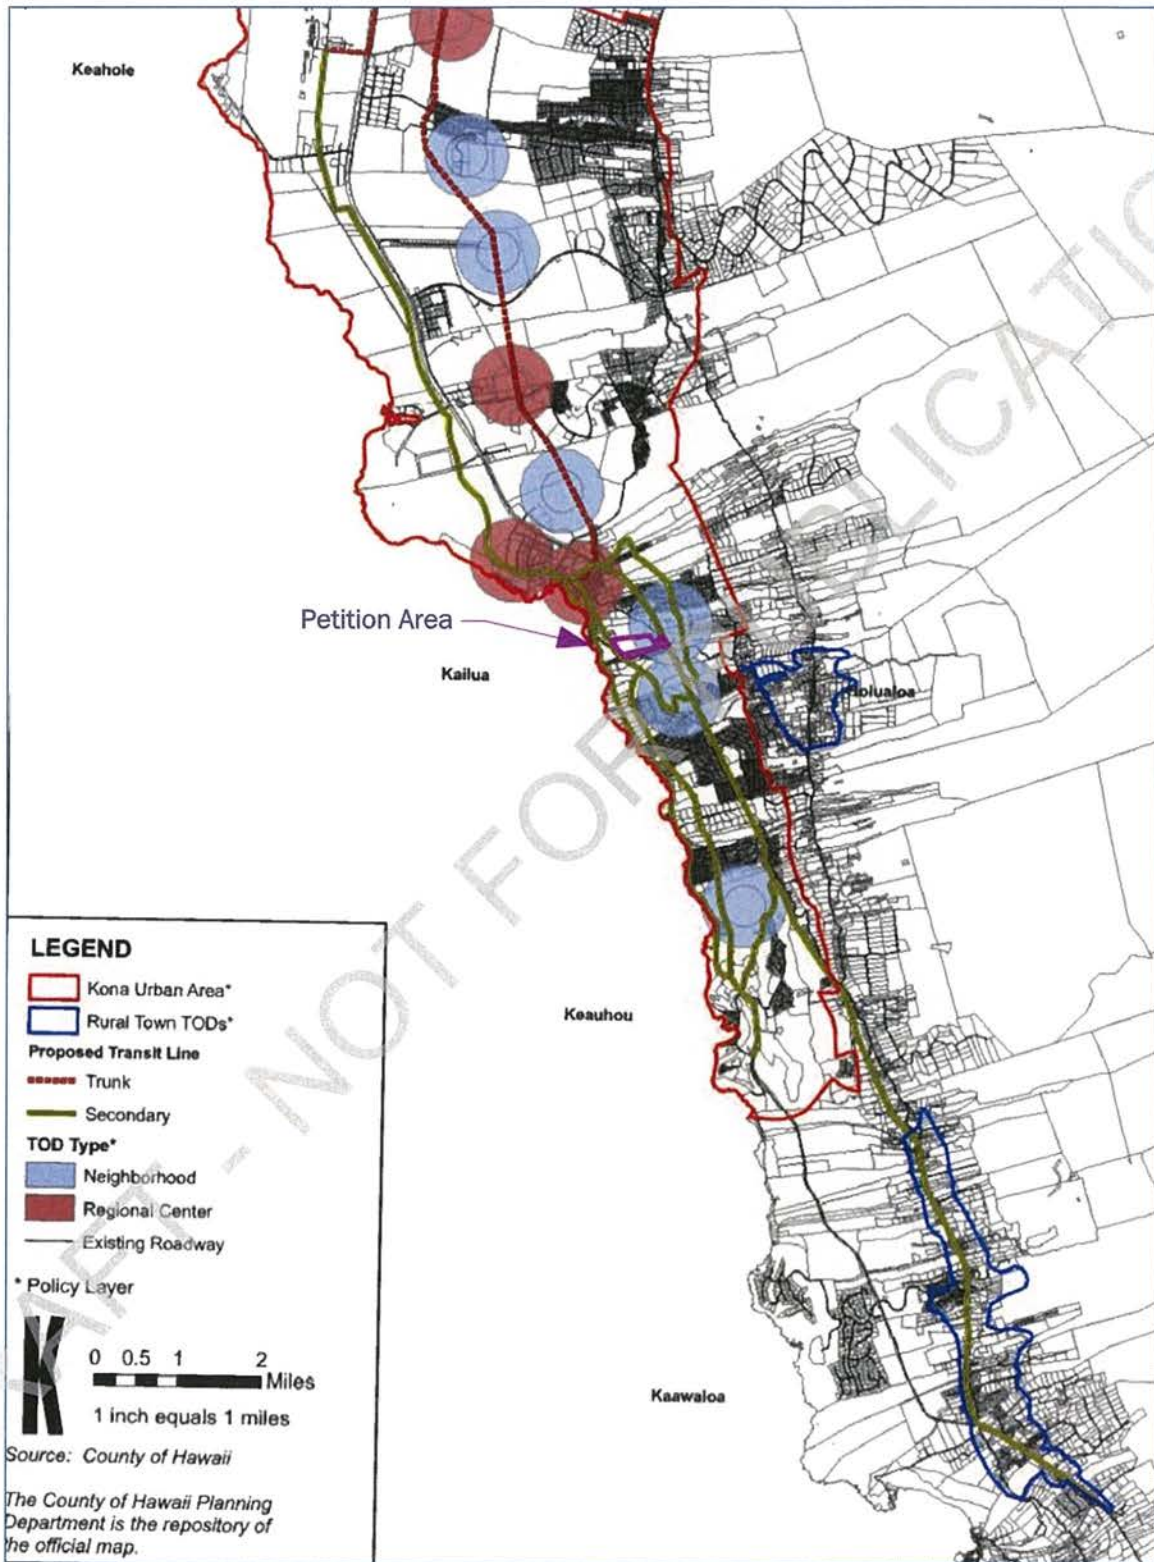 Keahole
Petition Area
Kailua
Holualoa
Keauhou
Kaawaloa
LEGEND
Kona Urban Area*
Rural Town TODs*
Proposed Transit Line
Trunk
Secondary
TOD Type*
Neighborhood
Regional Center
Existing Roadway
* Policy Layer
0 0.5 1 2
Miles
1 inch equals 1 miles
Source: County of Hawaii
The County of Hawaii Planning
Department is the repository of
the official map.
AFT - NOT FOR PUBLICATIO